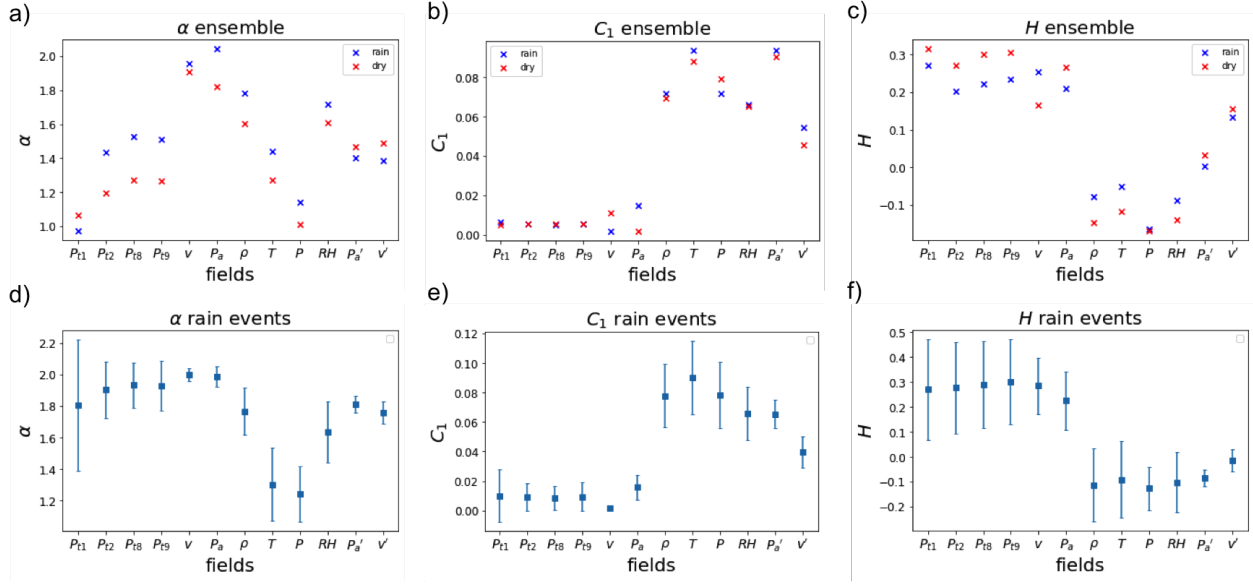 a)
α ensemble
rain
dry
2.0
1.8
1.6
1.4
1.2
1.0
α
Pt1 Pt2 Pt8 Pt9 v Pa ρ T P RH Pa' v'
fields
b)
C1 ensemble
rain
dry
0.08
0.06
0.04
0.02
0.00
C1
Pt1 Pt2 Pt8 Pt9 v Pa ρ T P RH Pa' v'
fields
c)
H ensemble
rain
dry
0.3
0.2
0.1
0.0
−0.1
H
Pt1 Pt2 Pt8 Pt9 v Pa ρ T P RH Pa' v'
fields
d)
α rain events
2.2
2.0
1.8
1.6
1.4
1.2
α
Pt1 Pt2 Pt8 Pt9 v Pa ρ T P RH Pa' v'
fields
e)
C1 rain events
0.12
0.10
0.08
0.06
0.04
0.02
0.00
C1
Pt1 Pt2 Pt8 Pt9 v Pa ρ T P RH Pa' v'
fields
f)
H rain events
0.5
0.4
0.3
0.2
0.1
0.0
−0.1
−0.2
H
Pt1 Pt2 Pt8 Pt9 v Pa ρ T P RH Pa' v'
fields